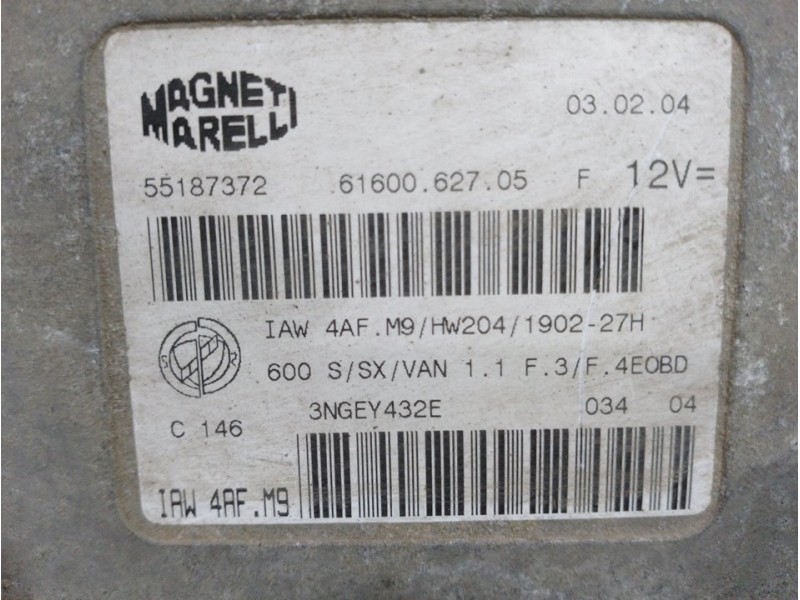 MAGNETI
MARELLI
03.02.04
55187372 61600.627.05 F 12V=
IAW 4AF.M9/HW204/1902-27H
S R
600 S/SX/VAN 1.1 F.3/F.4EOBD
3NGEY432E 034 04
C 146
IAW 4AF.M9